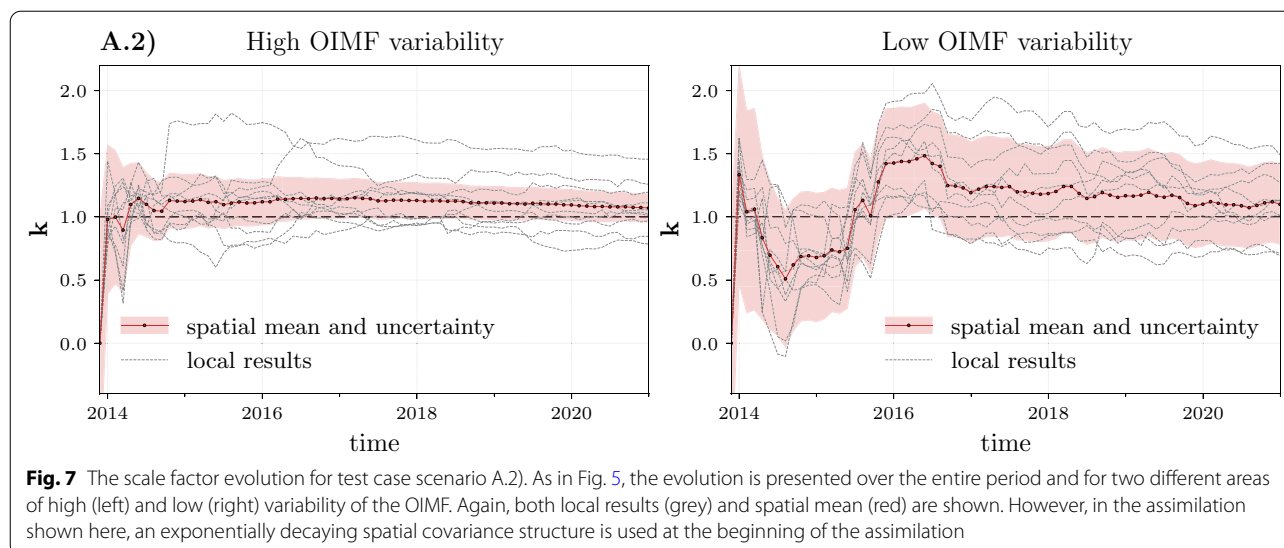 A.2) High OIMF variability Low OIMF variability
2.0
1.5
1.0
0.5
0.0
k
spatial mean and uncertainty
local results
2014 2016 2018 2020
time
2.0
1.5
1.0
0.5
0.0
k
spatial mean and uncertainty
local results
2014 2016 2018 2020
time
Fig. 7 The scale factor evolution for test case scenario A.2). As in Fig. 5, the evolution is presented over the entire period and for two different areas
of high (left) and low (right) variability of the OIMF. Again, both local results (grey) and spatial mean (red) are shown. However, in the assimilation
shown here, an exponentially decaying spatial covariance structure is used at the beginning of the assimilation